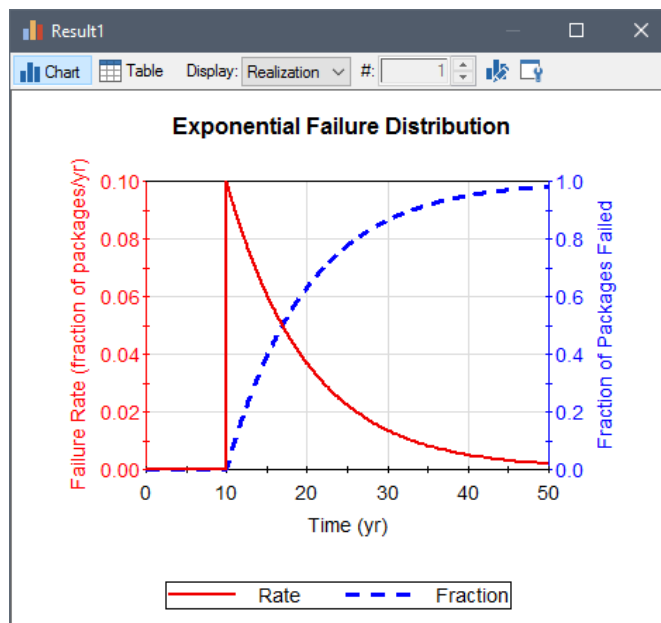 Result1
Chart Table Display: Realization #: 1
Exponential Failure Distribution
Failure Rate (fraction of packages/yr)
0.10
0.08
0.06
0.04
0.02
0.00
1.0
0.8
0.6
0.4
0.2
0.0
Fraction of Packages Failed
0 10 20 30 40 50
Time (yr)
Rate Fraction